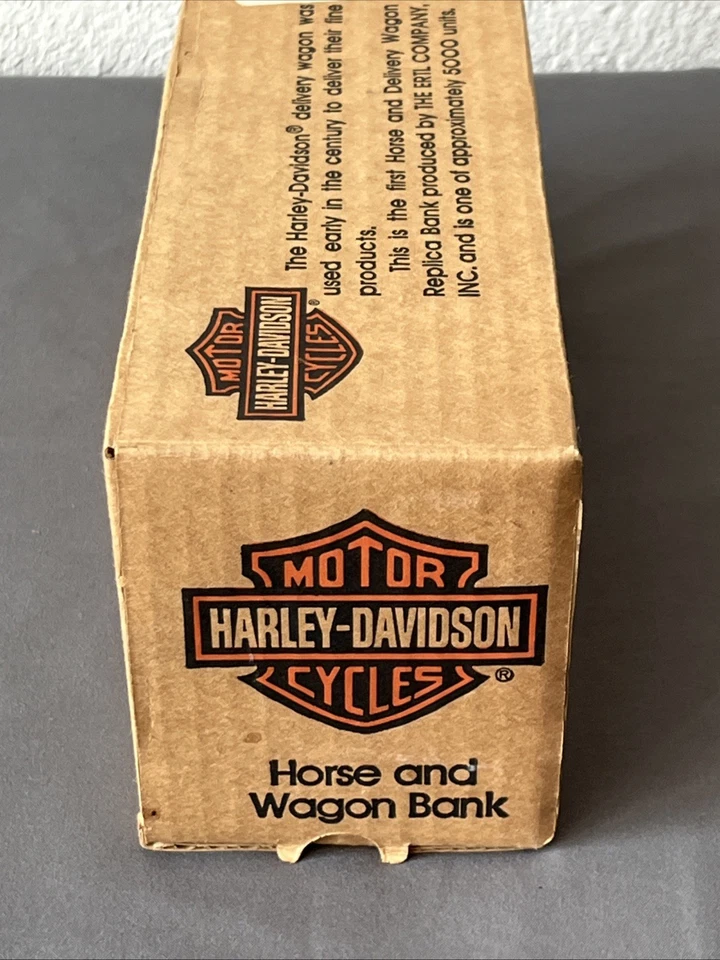 The Harley-Davidson® delivery wagon was
used early in the century to deliver their fine
products.
This is the first Horse and Delivery Wagon
Replica Bank produced by THE ERTL COMPANY,
INC. and is one of approximately 5000 units.
MOTOR
HARLEY-DAVIDSON
CYCLES
®
MOTOR
HARLEY-DAVIDSON
CYCLES
®
Horse and
Wagon Bank